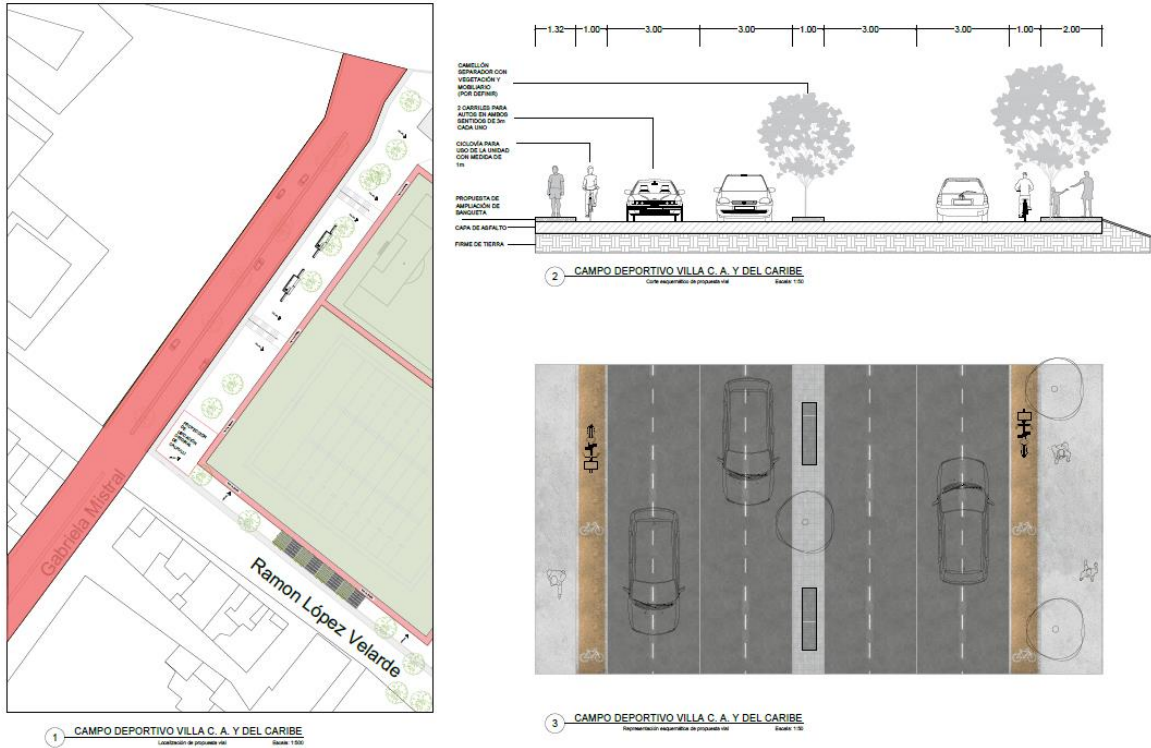 Gabriela Mistral
Ramon López Velarde
1 CAMPO DEPORTIVO VILLA C. A. Y DEL CARIBE
Localización de propuesta vial Escala: 1:500
1.32 1.00 3.00 3.00 1.00 3.00 3.00 1.00 2.00
CAMELLÓN
SEPARADOR CON
VEGETACIÓN Y
MOBILIARIO
(POR DEFINIR)
2 CARRILES PARA
AUTOS EN AMBOS
SENTIDOS DE 3m
CADA UNO
CICLOVÍA PARA
USO DE LA UNIDAD
CON MEDIDA DE
1m
PROPUESTA DE
AMPLIACIÓN DE
BANQUETA
CAPA DE ASFALTO
FIRME DE TIERRA
2 CAMPO DEPORTIVO VILLA C. A. Y DEL CARIBE
Corte esquemático de propuesta vial Escala: 1:50
3 CAMPO DEPORTIVO VILLA C. A. Y DEL CARIBE
Representación esquemática de propuesta vial Escala: 1:50